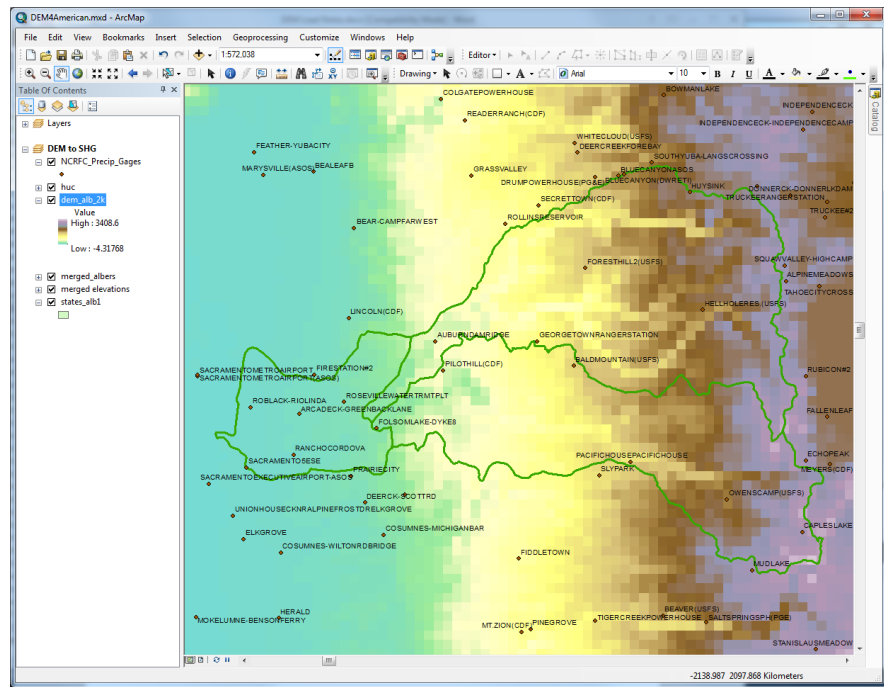 DEM4American.mxd - ArcMap
File Edit View Bookmarks Insert Selection Geoprocessing Customize Windows Help
1:572,038
Editor
Drawing
Arial
10
B I U A
Table Of Contents
Catalog
Layers
DEM to SHG
NCRFC_Precip_Gages
huc
dem_alb_2k
Value
High : 3408.6
Low : -4.31768
merged_albers
merged elevations
states_alb1
COLGATEPOWERHOUSE
BOWMANLAKE
READERRANCH(CDF)
INDEPENDENCECK
INDEPENDENCECK-INDEPENDENCECAMP
WHITECLOUD(USFS)
FEATHER-YUBACITY
DEERCREEKFOREBAY
SOUTHYUBA-LANGSCROSSING
MARYSVILLE(ASOS)
BEALEAFB
GRASSVALLEY
BLUECANYONASOS
DRUMPOWERHOUSE(PG&E)
BLUECANYON(DWRETI)
HUYSINK
DONNERCK-DONNERLKDAM
TRUCKEERANGERSTATION
SECRETTOWN(CDF)
TRUCKEE#2
BEAR-CAMPFARWEST
ROLLINSRESERVOIR
FORESTHILL2(USFS)
SQUAWVALLEY-HIGHCAMP
ALPINEMEADOWS
TAHOECITYCROSS
HELLHOLERES.(USFS)
LINCOLN(CDF)
AUBURNDAMRIDGE
GEORGETOWNRANGERSTATION
PILOTHILL(CDF)
BALDMOUNTAIN(USFS)
SACRAMENTOMETROAIRPORT
FIRESTATION#2
SACRAMENTOMETROAIRPORT-ASOS)
RUBICON#2
ROSEVILLEWATERTRMTPLT
ROBLACK-RIOLINDA
ARCADECK-GREENBACKLANE
FALLENLEAF
FOLSOMLAKE-DYKE8
RANCHOCORDOVA
PACIFICHOUSEPACIFICHOUSE
ECHOPEAK
SACRAMENTO5ESE
PRAIRIECITY
SLYPARK
MEYERS(CDF)
SACRAMENTOEXECUTIVEAIRPORT-ASOS
DEERCK-SCOTTRD
OWENSCAMP(USFS)
UNIONHOUSECKNRALPINEFROSTDRELKGROVE
COSUMNES-MICHIGANBAR
CAPLESLAKE
ELKGROVE
COSUMNES-WILTONRDBRIDGE
FIDDLETOWN
MUDLAKE
HERALD
MOKELUMNE-BENSONFERRY
BEAVER(USFS)
TIGERCREEKPOWERHOUSE
SALTSPRINGSPH(PGE)
MT.ZION(CDF)
PINEGROVE
STANISLAUSMEADOW
-2138.987 2097.868 Kilometers